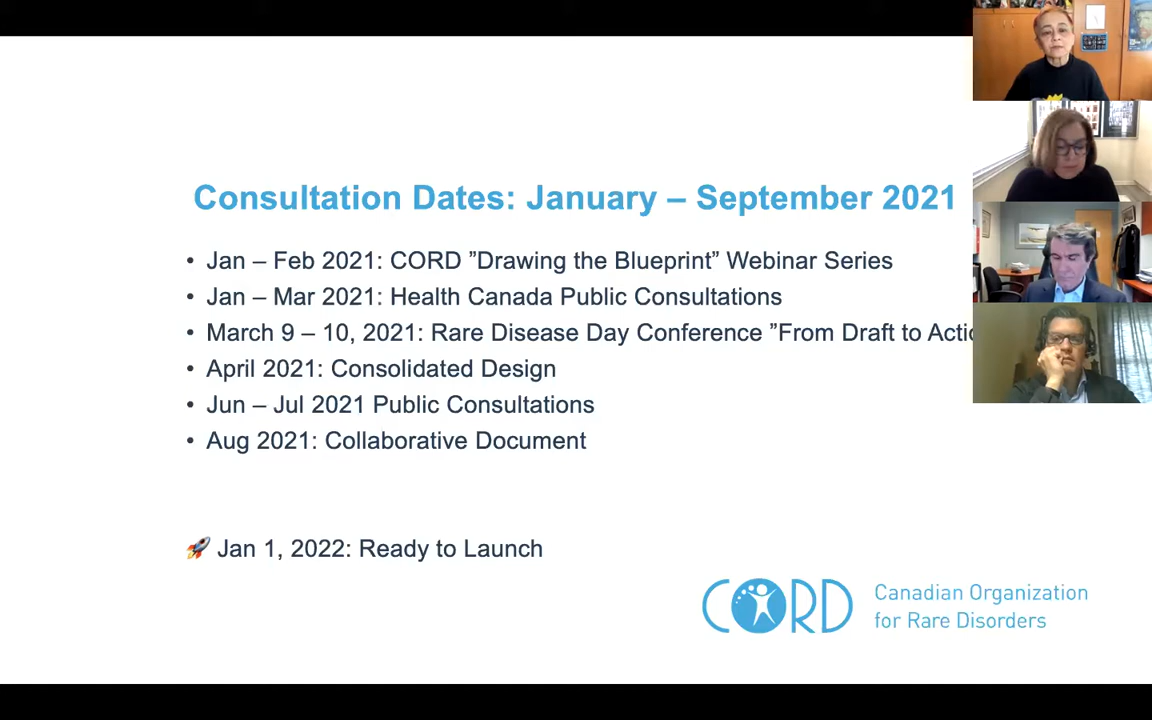 Consultation Dates: January – September 2021
• Jan – Feb 2021: CORD ”Drawing the Blueprint” Webinar Series
• Jan – Mar 2021: Health Canada Public Consultations
• March 9 – 10, 2021: Rare Disease Day Conference ”From Draft to Actio
• April 2021: Consolidated Design
• Jun – Jul 2021 Public Consultations
• Aug 2021: Collaborative Document
🚀 Jan 1, 2022: Ready to Launch
CORD
Canadian Organization
for Rare Disorders